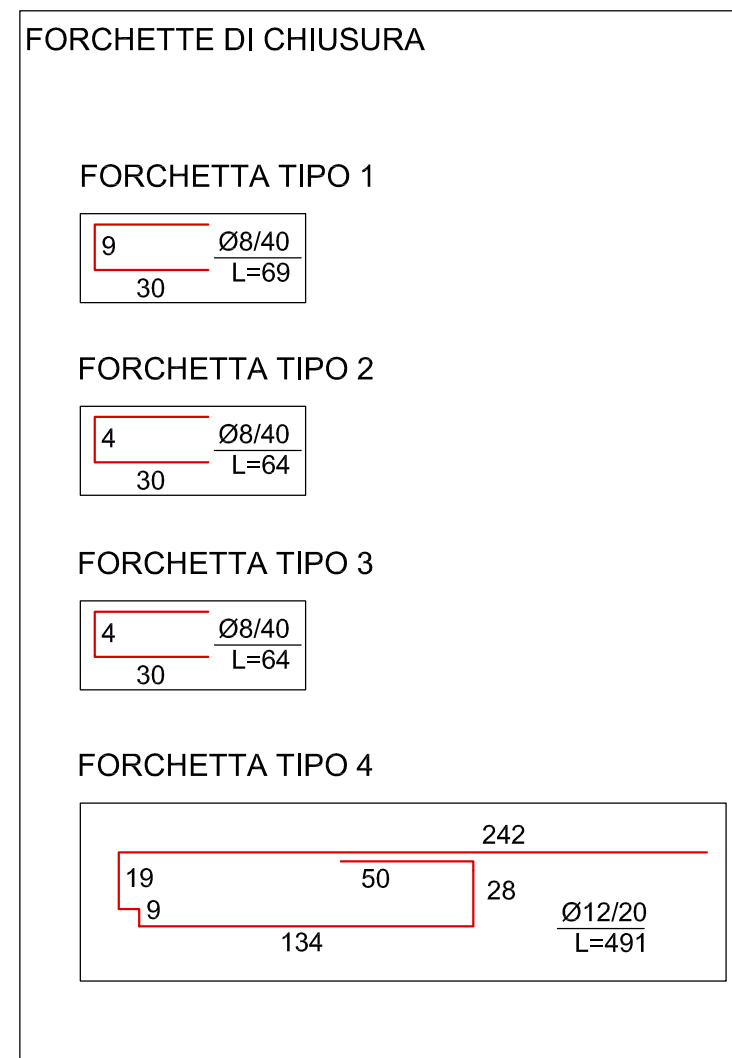 FORCHETTE DI CHIUSURA
FORCHETTA TIPO 1
9
Ø8/40
L=69
30
FORCHETTA TIPO 2
4
Ø8/40
L=64
30
FORCHETTA TIPO 3
4
Ø8/40
L=64
30
FORCHETTA TIPO 4
242
19
50
28
9
Ø12/20
134
L=491